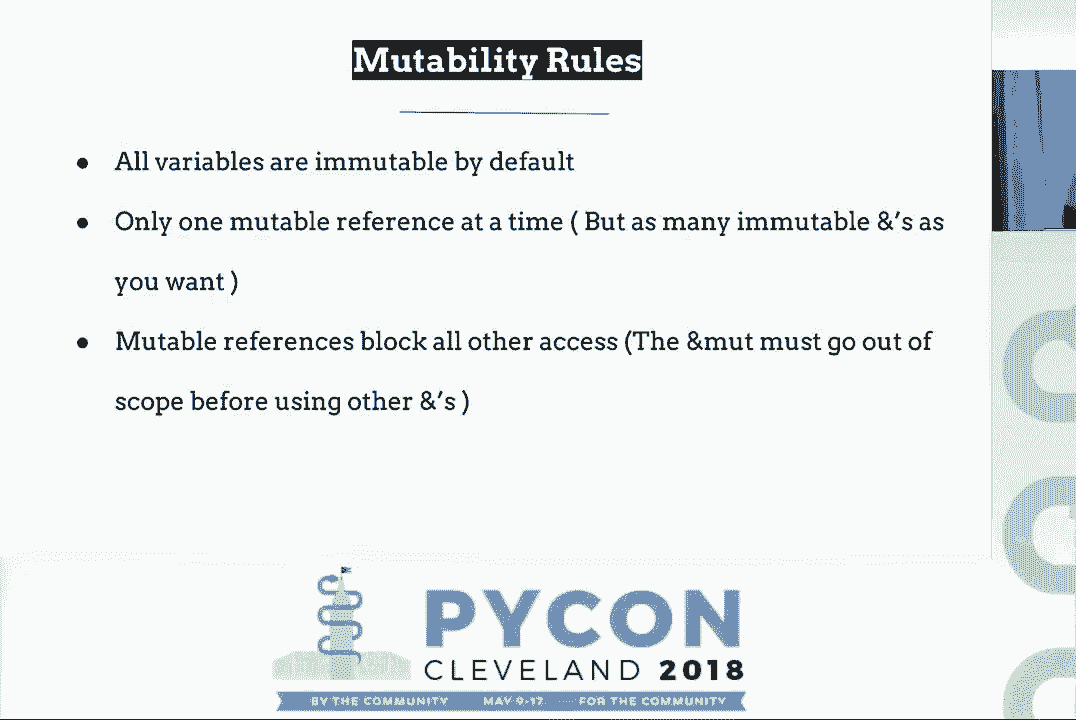 Mutability Rules
● All variables are immutable by default
● Only one mutable reference at a time ( But as many immutable &’s as
you want )
● Mutable references block all other access (The &mut must go out of
scope before using other &’s )
PYCON
CLEVELAND 2018
BY THE COMMUNITY MAY 9-17 FOR THE COMMUNITY